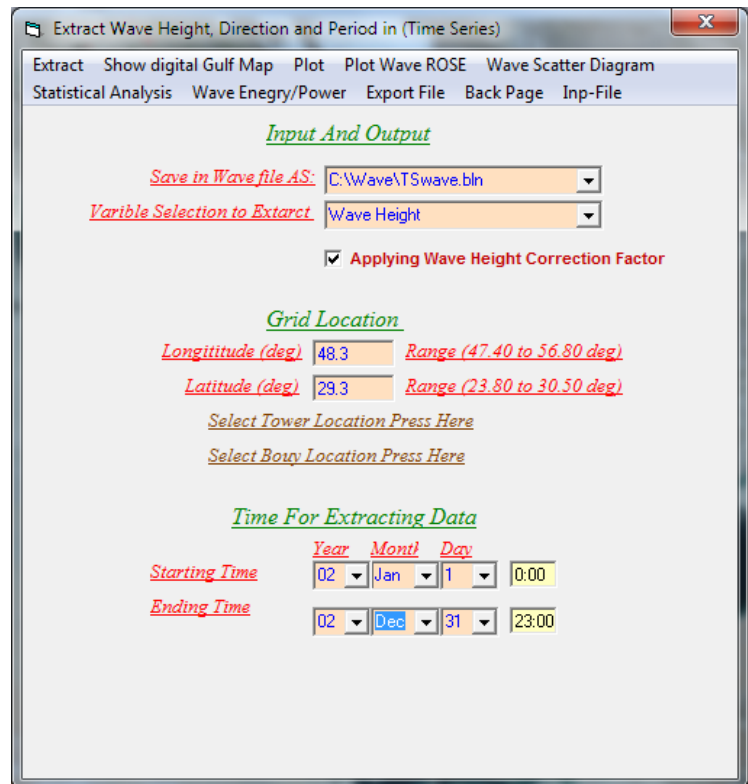 Extract Wave Height, Direction and Period in (Time Series)
Extract Show digital Gulf Map Plot Plot Wave ROSE Wave Scatter Diagram
Statistical Analysis Wave Enegry/Power Export File Back Page Inp-File
Input And Output
Save in Wave file AS: C:\Wave\TSwave.bln
Varible Selection to Extarct Wave Height
Applying Wave Height Correction Factor
Grid Location
Longititude (deg) 48.3 Range (47.40 to 56.80 deg)
Latitude (deg) 29.3 Range (23.80 to 30.50 deg)
Select Tower Location Press Here
Select Bouy Location Press Here
Time For Extracting Data
Year Month Day
Starting Time 02 Jan 1 0:00
Ending Time 02 Dec 31 23:00